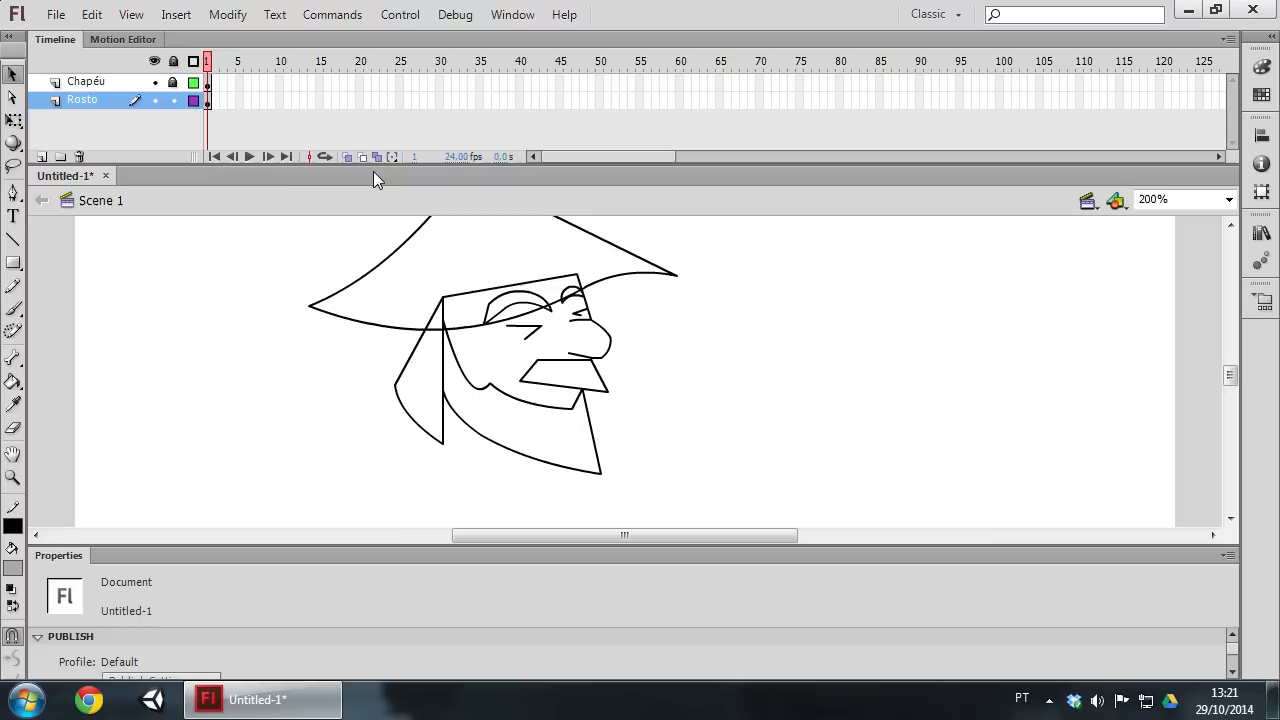 Fl File Edit View Insert Modify Text Commands Control Debug Window Help Classic
Timeline Motion Editor
1 5 10 15 20 25 30 35 40 45 50 55 60 65 70 75 80 85 90 95 100 105 110 115 120 125
Chapéu
Rosto
1 24.00 fps 0.0 s
Untitled-1* ×
Scene 1 200%
T
Properties
Fl Document
Untitled-1
PUBLISH
Profile: Default
Fl Untitled-1* PT 13:21
29/10/2014